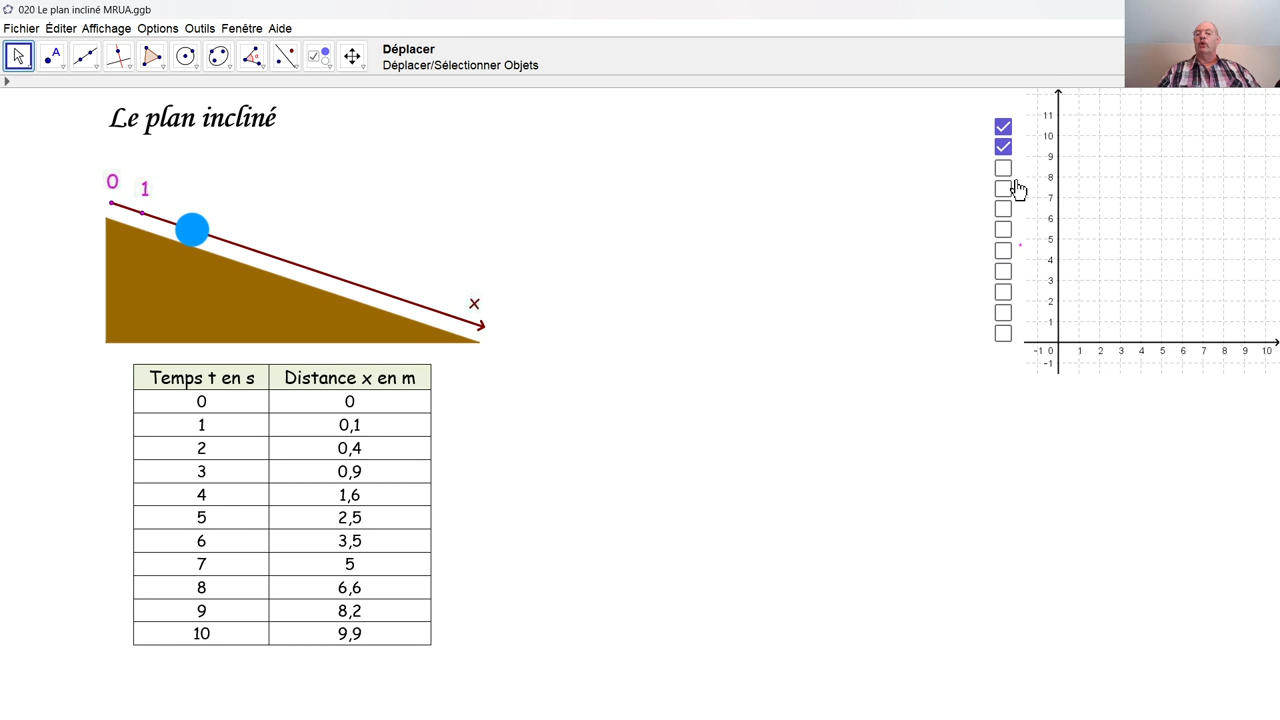 020 Le plan incliné MRUA.ggb
Fichier Éditer Affichage Options Outils Fenêtre Aide
A
Déplacer
Déplacer/Sélectionner Objets
Le plan incliné
0
1
x
Temps t en s Distance x en m
0 0
1 0,1
2 0,4
3 0,9
4 1,6
5 2,5
6 3,5
7 5
8 6,6
9 8,2
10 9,9
11
10
9
8
7
6
5
4
3
2
1
-1 0 1 2 3 4 5 6 7 8 9 10
-1